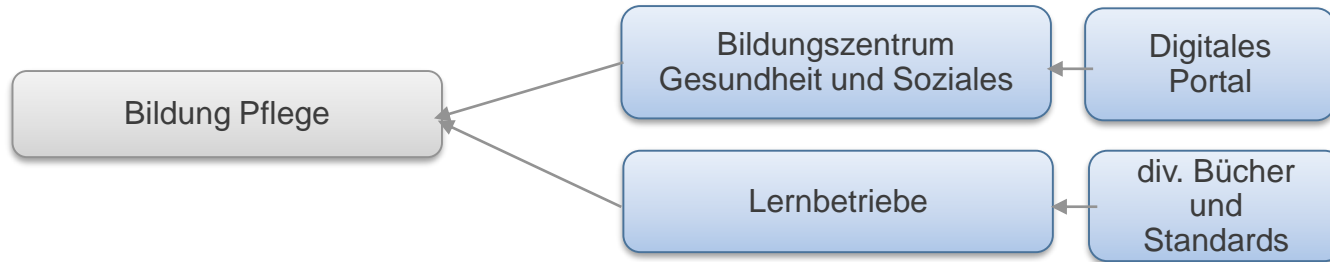 Bildung Pflege
Bildungszentrum
Gesundheit und Soziales
Digitales
Portal
Lernbetriebe
div. Bücher
und
Standards